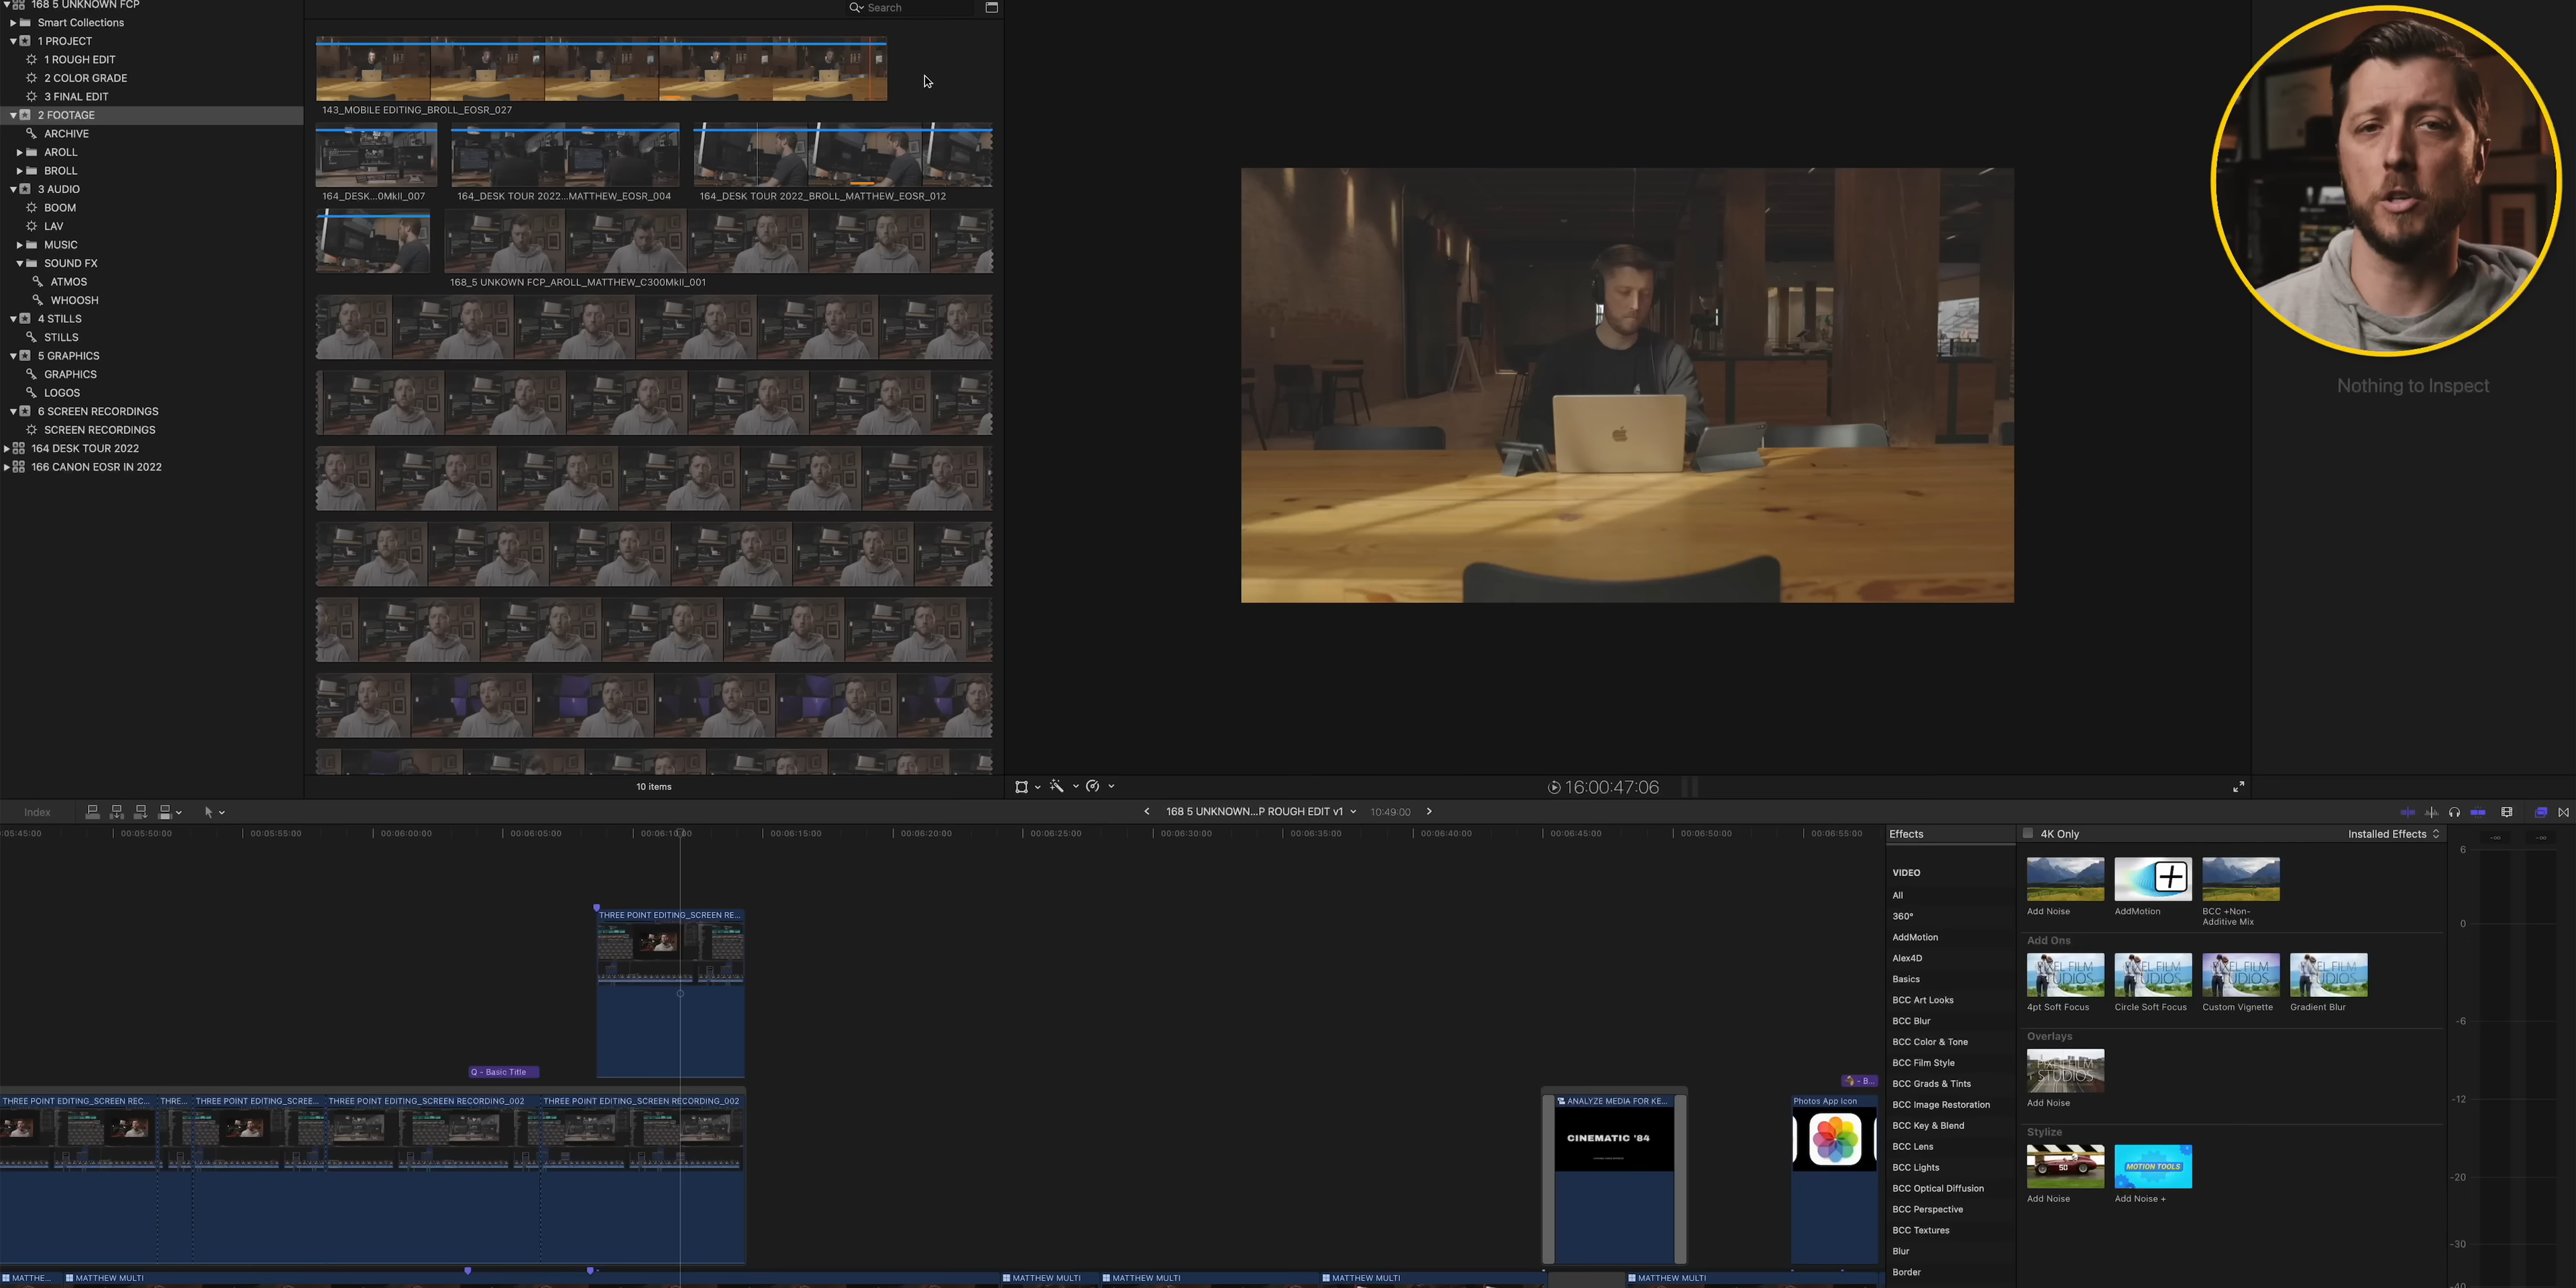 168 5 UNKNOWN FCP
Smart Collections
1 PROJECT
1 ROUGH EDIT
2 COLOR GRADE
3 FINAL EDIT
2 FOOTAGE
ARCHIVE
AROLL
BROLL
3 AUDIO
BOOM
LAV
MUSIC
SOUND FX
ATMOS
WHOOSH
4 STILLS
STILLS
5 GRAPHICS
GRAPHICS
LOGOS
6 SCREEN RECORDINGS
SCREEN RECORDINGS
164 DESK TOUR 2022
166 CANON EOSR IN 2022
Search
143_MOBILE EDITING_BROLL_EOSR_027
164_DESK...0MkII_007
164_DESK TOUR 2022...MATTHEW_EOSR_004
164_DESK TOUR 2022_BROLL_MATTHEW_EOSR_012
168_5 UNKOWN FCP_AROLL_MATTHEW_C300MkII_001
10 items
16:00:47:06
Nothing to Inspect
Index
168 5 UNKNOWN...P ROUGH EDIT v1
10:49:00
:05:45:00
00:05:50:00
00:05:55:00
00:06:00:00
00:06:05:00
00:06:10:00
00:06:15:00
00:06:20:00
00:06:25:00
00:06:30:00
00:06:35:00
00:06:40:00
00:06:45:00
00:06:50:00
00:06:55:00
THREE POINT EDITING_SCREEN RE...
Q - Basic Title
- B...
THREE POINT EDITING_SCREEN REC...
THRE...
THREE POINT EDITING_SCREE...
THREE POINT EDITING_SCREEN RECORDING_002
THREE POINT EDITING_SCREEN RECORDING_002
ANALYZE MEDIA FOR KE...
CINEMATIC '84
Photos App Icon
MATTHE...
MATTHEW MULTI
MATTHEW MULTI
MATTHEW MULTI
MATTHEW MULTI
MATTHEW MULTI
Effects
4K Only
Installed Effects
VIDEO
All
360°
AddMotion
Alex4D
Basics
BCC Art Looks
BCC Blur
BCC Color & Tone
BCC Film Style
BCC Grads & Tints
BCC Image Restoration
BCC Key & Blend
BCC Lens
BCC Lights
BCC Optical Diffusion
BCC Perspective
BCC Textures
Blur
Border
Add Noise
AddMotion
BCC +Non-
Additive Mix
Add Ons
PIXEL FILM
STUDIOS
4pt Soft Focus
Circle Soft Focus
Custom Vignette
Gradient Blur
Overlays
PIXEL FILM
STUDIOS
Add Noise
Stylize
50
MOTION TOOLS
Add Noise
Add Noise +
6
0
-6
-12
-20
-30
-40